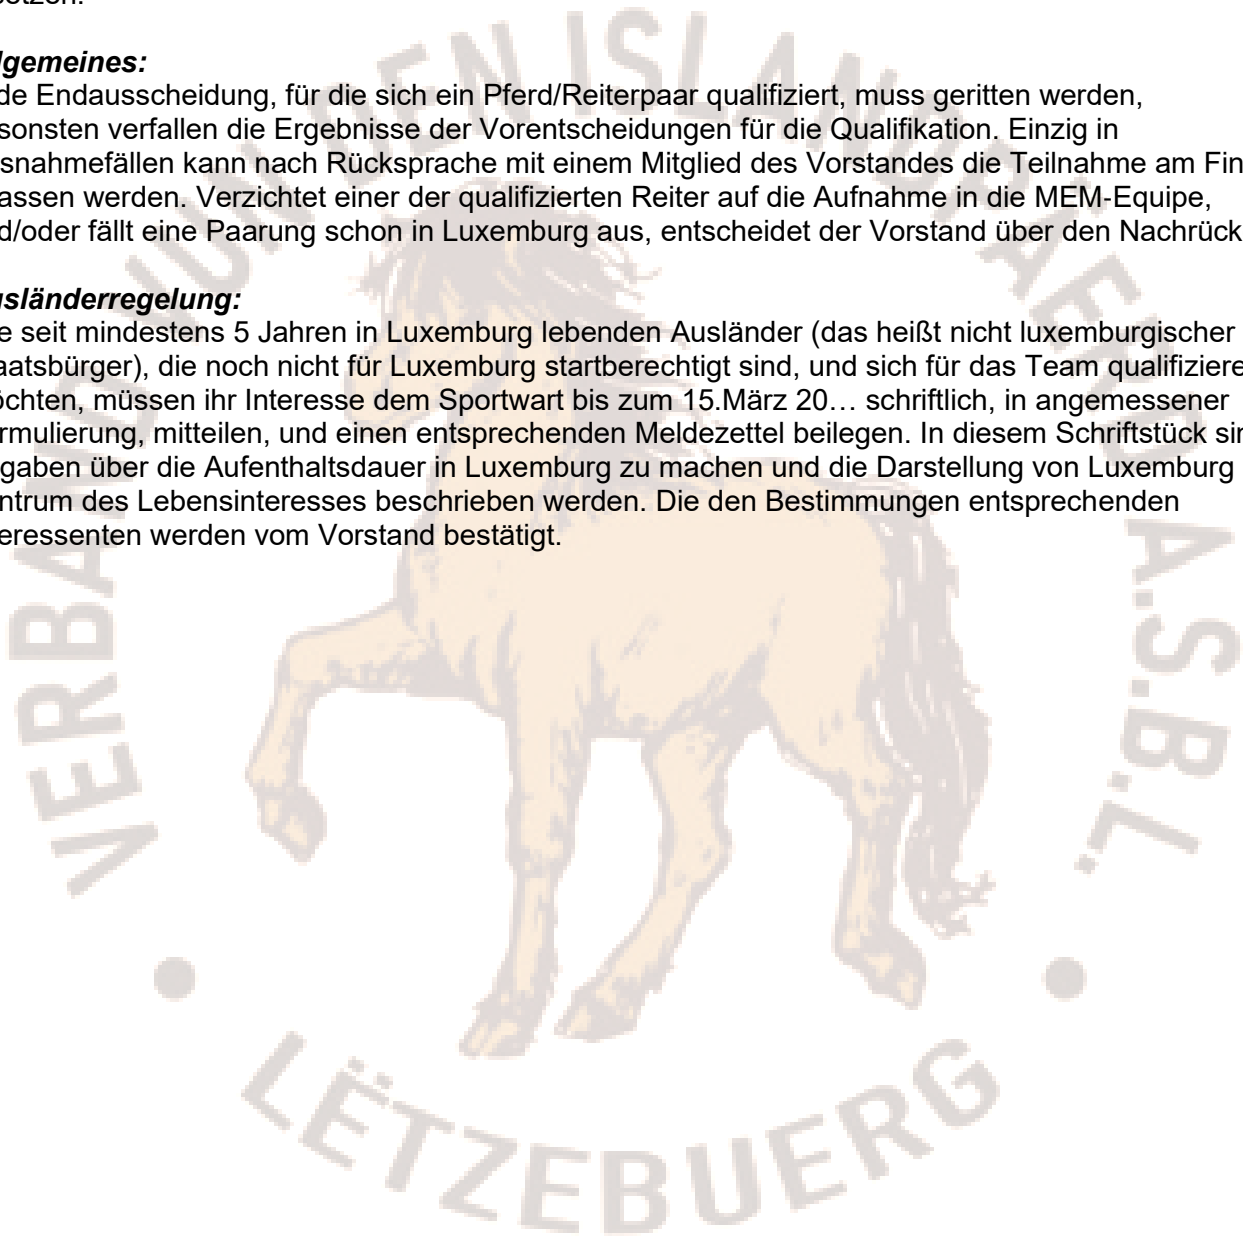 setzen.
lgemeines:
de Endausscheidung, für die sich ein Pferd/Reiterpaar qualifiziert, muss geritten werden,
sonsten verfallen die Ergebnisse der Vorentscheidungen für die Qualifikation. Einzig in
snahmefällen kann nach Rücksprache mit einem Mitglied des Vorstandes die Teilnahme am Fin
assen werden. Verzichtet einer der qualifizierten Reiter auf die Aufnahme in die MEM-Equipe,
d/oder fällt eine Paarung schon in Luxemburg aus, entscheidet der Vorstand über den Nachrück
usländerregelung:
e seit mindestens 5 Jahren in Luxemburg lebenden Ausländer (das heißt nicht luxemburgischer
aatsbürger), die noch nicht für Luxemburg startberechtigt sind, und sich für das Team qualifiziere
öchten, müssen ihr Interesse dem Sportwart bis zum 15.März 20… schriftlich, in angemessener
rmulierung, mitteilen, und einen entsprechenden Meldezettel beilegen. In diesem Schriftstück sin
gaben über die Aufenthaltsdauer in Luxemburg zu machen und die Darstellung von Luxemburg
ntrum des Lebensinteresses beschrieben werden. Die den Bestimmungen entsprechenden
eressenten werden vom Vorstand bestätigt.
VERBAND VUN DEN ISLANDPÄERD A.S.B.L.
• LËTZEBUERG •